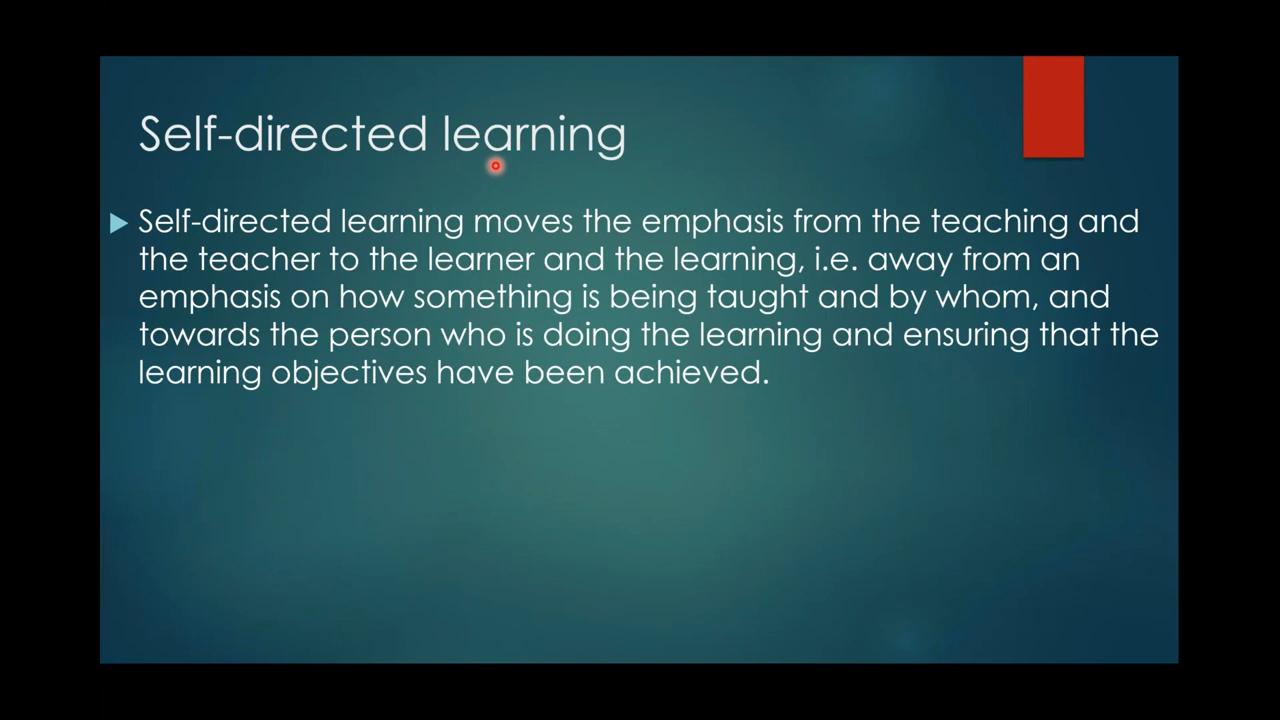 Self-directed learning
Self-directed learning moves the emphasis from the teaching and
the teacher to the learner and the learning, i.e. away from an
emphasis on how something is being taught and by whom, and
towards the person who is doing the learning and ensuring that the
learning objectives have been achieved.